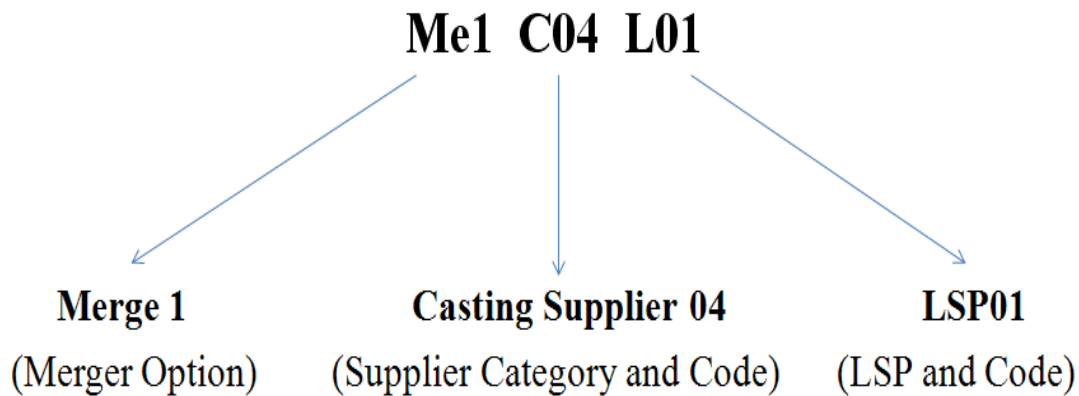 Me1 C04 L01
Merge 1 Casting Supplier 04 LSP01
(Merger Option) (Supplier Category and Code) (LSP and Code)